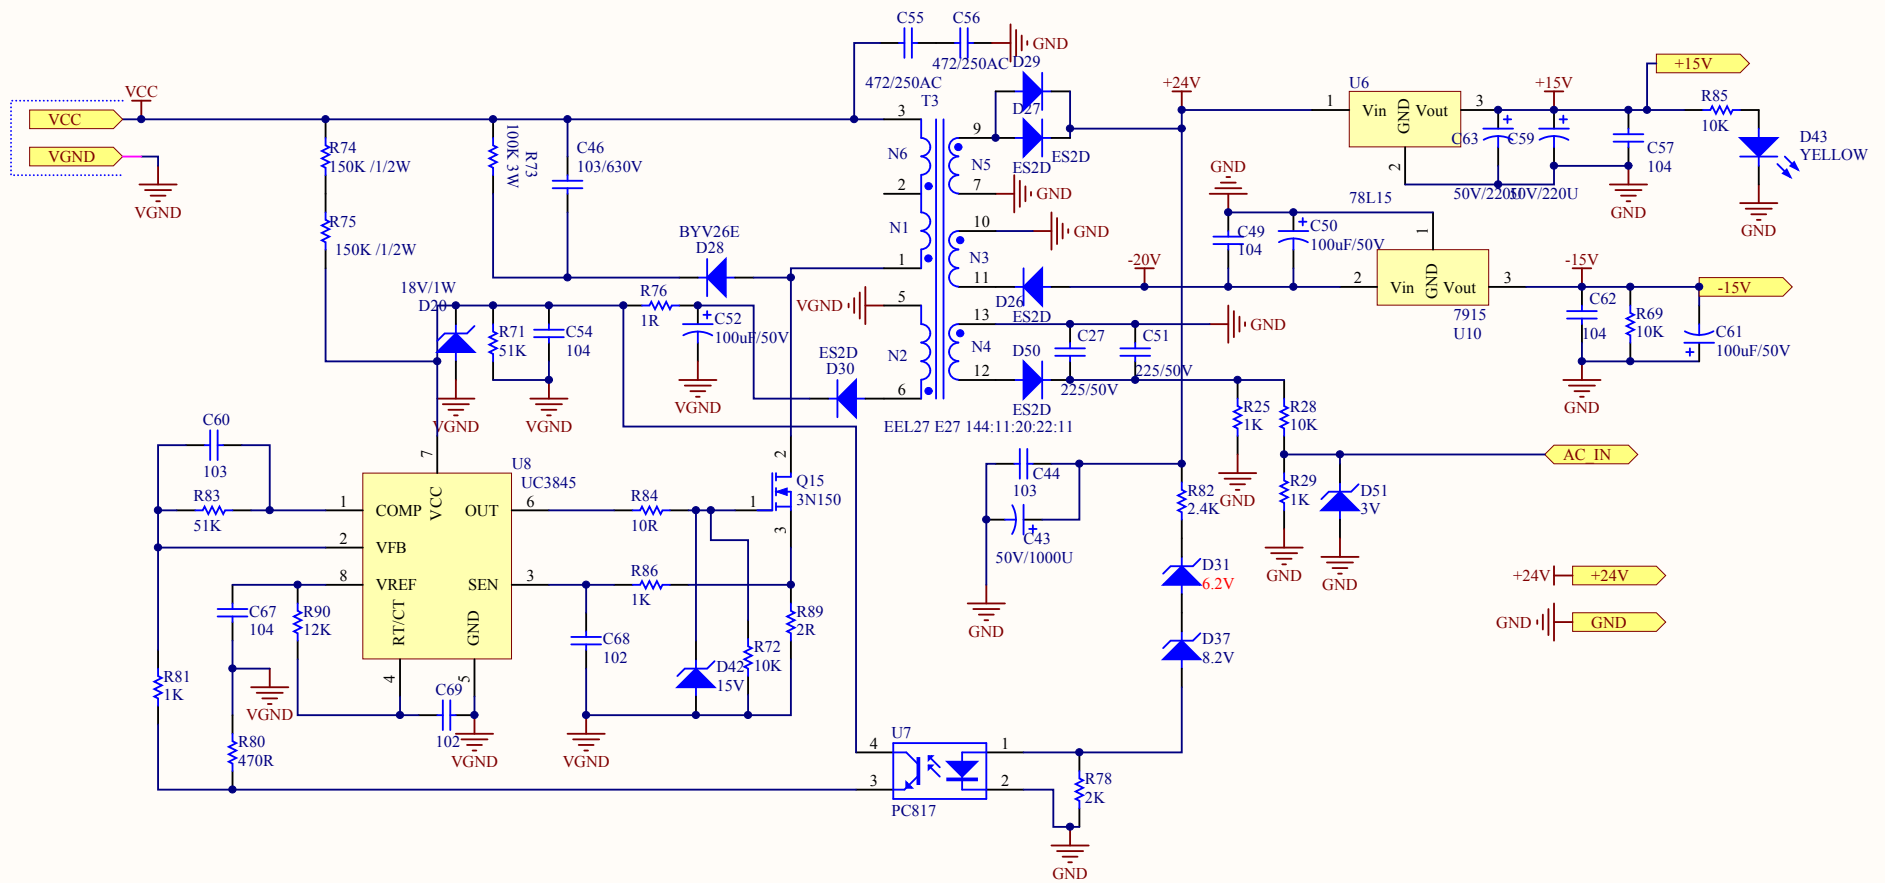 C55
C56
GND
472/250AC
472/250AC
D29
D27
ES2D
ES2D
VCC
VCC
VGND
VGND
R74
150K /1/2W
R75
150K /1/2W
R73
100K 3W
C46
103/630V
T3
3
N6
2
N1
1
5
N2
6
9
N5
7
GND
10
GND
N3
11
13
N4
12
EEL27 E27 144:11:20:22:11
BYV26E
D28
VGND
18V/1W
D20
R71
51K
C54
104
R76
1R
C52
100uF/50V
ES2D
D30
VGND
VGND
VGND
D26
ES2D
-20V
D50
ES2D
C27
225/50V
C51
225/50V
GND
+24V
U6
1
Vin
GND
Vout
3
2
78L15
C63
50V/220U
C59
50V/220U
+15V
+15V
C57
104
GND
R85
10K
D43
YELLOW
GND
GND
C49
104
C50
100uF/50V
1
2
Vin
GND
Vout
3
7915
U10
-15V
-15V
C62
104
R69
10K
C61
100uF/50V
GND
R25
1K
GND
R28
10K
R29
1K
GND
D51
3V
GND
AC_IN
+24V
+24V
GND
GND
C60
103
R83
51K
7
U8
UC3845
1
COMP
VCC
OUT
6
2
VFB
8
VREF
SEN
3
RT/CT
GND
4
5
C67
104
R90
12K
VGND
R81
1K
R80
470R
C69
102
VGND
R84
10R
2
1
Q15
3N150
3
R86
1K
C68
102
VGND
D42
15V
R72
10K
R89
2R
C44
103
C43
50V/1000U
GND
R82
2.4K
D31
6.2V
D37
8.2V
U7
4
3
1
2
PC817
R78
2K
GND